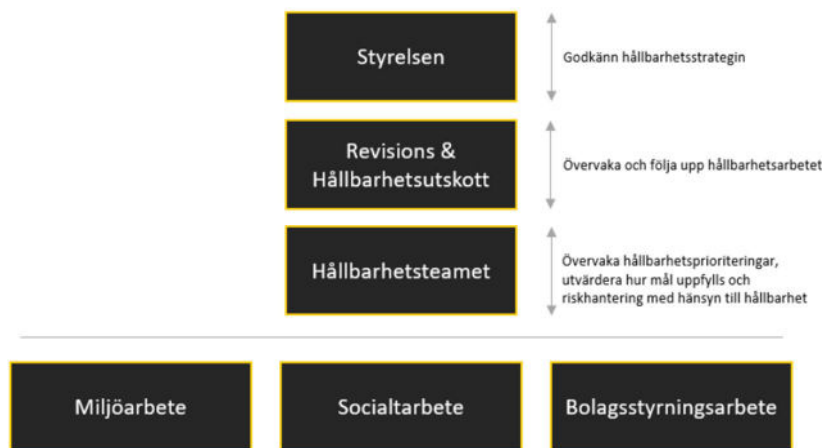 Styrelsen
Godkänn hållbarhetsstrategin
Revisions &
Hållbarhetsutskott
Övervaka och följa upp hållbarhetsarbetet
Hållbarhetsteamet
Övervaka hållbarhetsprioriteringar,
utvärdera hur mål uppfylls och
riskhantering med hänsyn till hållbarhet
Miljöarbete
Socialtarbete
Bolagsstyrningsarbete